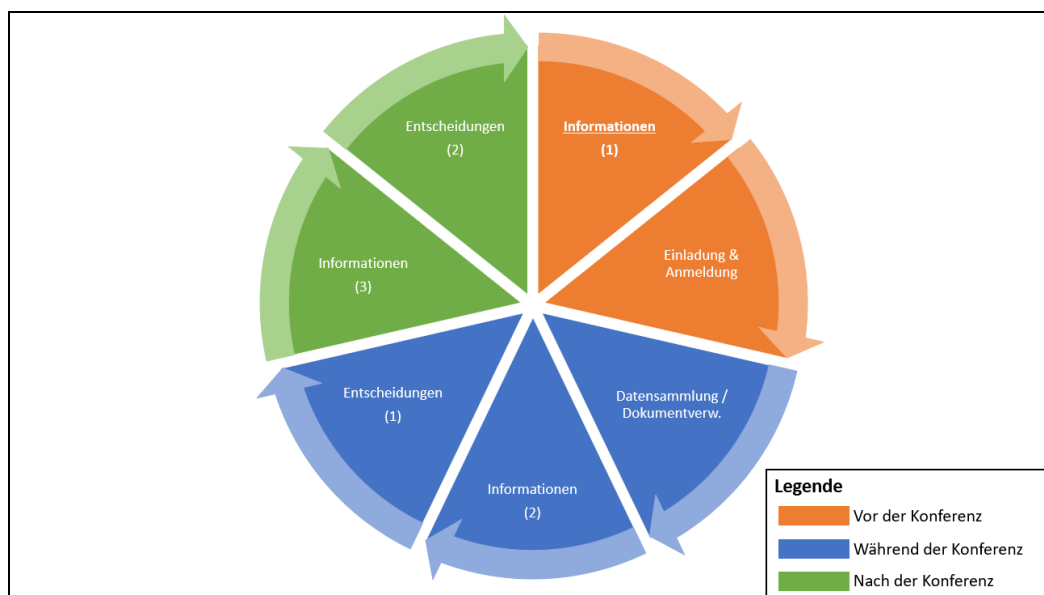 Informationen
(1)
Einladung &
Anmeldung
Datensammlung /
Dokumentverw.
Informationen
(2)
Entscheidungen
(1)
Informationen
(3)
Entscheidungen
(2)
Legende
Vor der Konferenz
Während der Konferenz
Nach der Konferenz